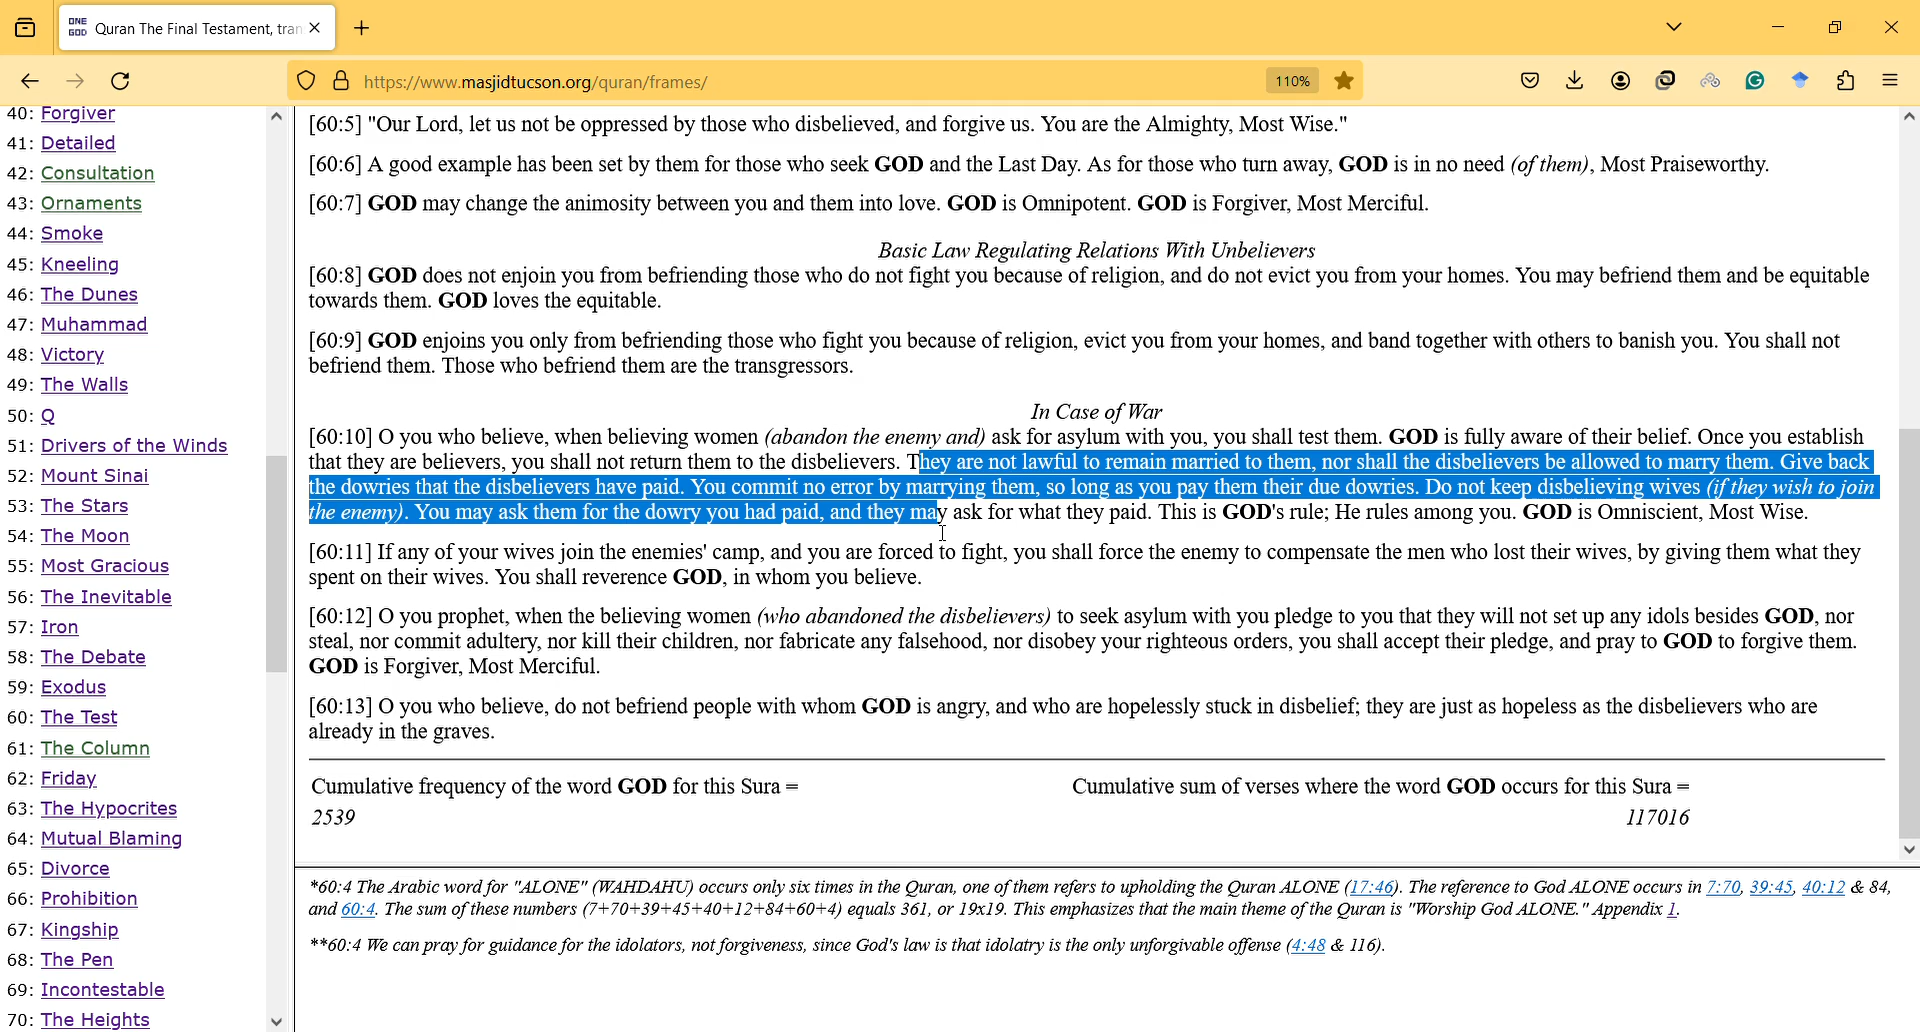 ONE
GOD
Quran The Final Testament, tran
https://www.masjidtucson.org/quran/frames/
110%
40: Forgiver
41: Detailed
42: Consultation
43: Ornaments
44: Smoke
45: Kneeling
46: The Dunes
47: Muhammad
48: Victory
49: The Walls
50: Q
51: Drivers of the Winds
52: Mount Sinai
53: The Stars
54: The Moon
55: Most Gracious
56: The Inevitable
57: Iron
58: The Debate
59: Exodus
60: The Test
61: The Column
62: Friday
63: The Hypocrites
64: Mutual Blaming
65: Divorce
66: Prohibition
67: Kingship
68: The Pen
69: Incontestable
70: The Heights
[60:5] "Our Lord, let us not be oppressed by those who disbelieved, and forgive us. You are the Almighty, Most Wise."
[60:6] A good example has been set by them for those who seek GOD and the Last Day. As for those who turn away, GOD is in no need (of them), Most Praiseworthy.
[60:7] GOD may change the animosity between you and them into love. GOD is Omnipotent. GOD is Forgiver, Most Merciful.
Basic Law Regulating Relations With Unbelievers
[60:8] GOD does not enjoin you from befriending those who do not fight you because of religion, and do not evict you from your homes. You may befriend them and be equitable
towards them. GOD loves the equitable.
[60:9] GOD enjoins you only from befriending those who fight you because of religion, evict you from your homes, and band together with others to banish you. You shall not
befriend them. Those who befriend them are the transgressors.
In Case of War
[60:10] O you who believe, when believing women (abandon the enemy and) ask for asylum with you, you shall test them. GOD is fully aware of their belief. Once you establish
that they are believers, you shall not return them to the disbelievers. They are not lawful to remain married to them, nor shall the disbelievers be allowed to marry them. Give back
the dowries that the disbelievers have paid. You commit no error by marrying them, so long as you pay them their due dowries. Do not keep disbelieving wives (if they wish to join
the enemy). You may ask them for the dowry you had paid, and they may ask for what they paid. This is GOD's rule; He rules among you. GOD is Omniscient, Most Wise.
[60:11] If any of your wives join the enemies' camp, and you are forced to fight, you shall force the enemy to compensate the men who lost their wives, by giving them what they
spent on their wives. You shall reverence GOD, in whom you believe.
[60:12] O you prophet, when the believing women (who abandoned the disbelievers) to seek asylum with you pledge to you that they will not set up any idols besides GOD, nor
steal, nor commit adultery, nor kill their children, nor fabricate any falsehood, nor disobey your righteous orders, you shall accept their pledge, and pray to GOD to forgive them.
GOD is Forgiver, Most Merciful.
[60:13] O you who believe, do not befriend people with whom GOD is angry, and who are hopelessly stuck in disbelief; they are just as hopeless as the disbelievers who are
already in the graves.
Cumulative frequency of the word GOD for this Sura =
2539
Cumulative sum of verses where the word GOD occurs for this Sura =
117016
*60:4 The Arabic word for "ALONE" (WAHDAHU) occurs only six times in the Quran, one of them refers to upholding the Quran ALONE (17:46). The reference to God ALONE occurs in 7:70, 39:45, 40:12 & 84,
and 60:4. The sum of these numbers (7+70+39+45+40+12+84+60+4) equals 361, or 19x19. This emphasizes that the main theme of the Quran is "Worship God ALONE." Appendix 1.
**60:4 We can pray for guidance for the idolators, not forgiveness, since God's law is that idolatry is the only unforgivable offense (4:48 & 116).